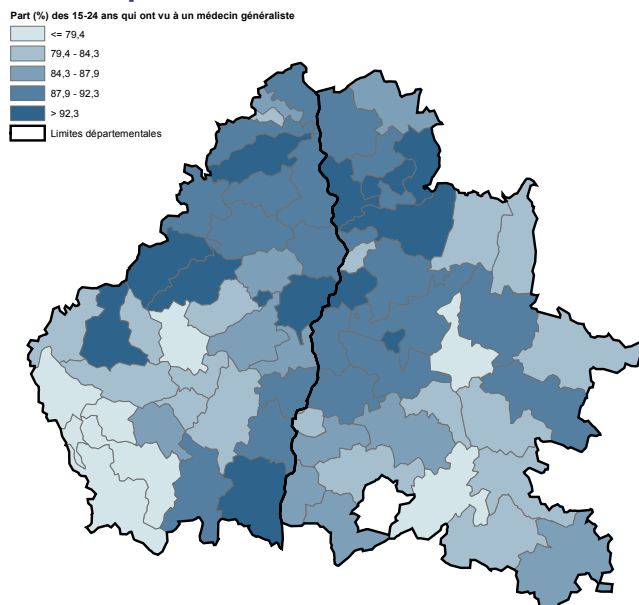 Part (%) des 15-24 ans qui ont vu à un médecin généraliste
<= 79,4
79,4 - 84,3
84,3 - 87,9
87,9 - 92,3
> 92,3
Limites départementales